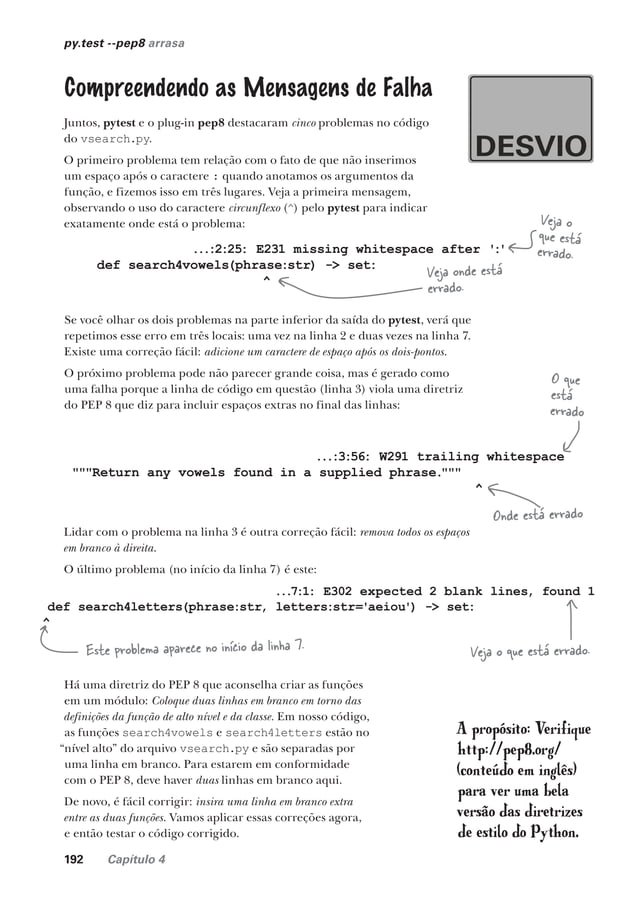 py.test --pep8 arrasa
Compreendendo as Mensagens de Falha
DESVIO
Juntos, pytest e o plug-in pep8 destacaram cinco problemas no código
do vsearch.py.
O primeiro problema tem relação com o fato de que não inserimos
um espaço após o caractere : quando anotamos os argumentos da
função, e fizemos isso em três lugares. Veja a primeira mensagem,
observando o uso do caractere circunflexo (^) pelo pytest para indicar
exatamente onde está o problema:
Veja o
que está
errado.
...:2:25: E231 missing whitespace after ':'
def search4vowels(phrase:str) -> set:
^
Veja onde está
errado.
Se você olhar os dois problemas na parte inferior da saída do pytest, verá que
repetimos esse erro em três locais: uma vez na linha 2 e duas vezes na linha 7.
Existe uma correção fácil: adicione um caractere de espaço após os dois-pontos.
O próximo problema pode não parecer grande coisa, mas é gerado como
uma falha porque a linha de código em questão (linha 3) viola uma diretriz
do PEP 8 que diz para incluir espaços extras no final das linhas:
O que
está
errado
...:3:56: W291 trailing whitespace
"""Return any vowels found in a supplied phrase."""
^
Onde está errado
Lidar com o problema na linha 3 é outra correção fácil: remova todos os espaços
em branco à direita.
O último problema (no início da linha 7) é este:
...7:1: E302 expected 2 blank lines, found 1
def search4letters(phrase:str, letters:str='aeiou') -> set:
^
Este problema aparece no início da linha 7.
Veja o que está errado.
Há uma diretriz do PEP 8 que aconselha criar as funções
em um módulo: Coloque duas linhas em branco em torno das
definições da função de alto nível e da classe. Em nosso código,
as funções search4vowels e search4letters estão no
“nível alto” do arquivo vsearch.py e são separadas por
uma linha em branco. Para estarem em conformidade
com o PEP 8, deve haver duas linhas em branco aqui.
De novo, é fácil corrigir: insira uma linha em branco extra
entre as duas funções. Vamos aplicar essas correções agora,
e então testar o código corrigido.
A propósito: Verifique
http://pep8.org/
(conteúdo em inglês)
para ver uma bela
versão das diretrizes
de estilo do Python.
192 Capítulo 4